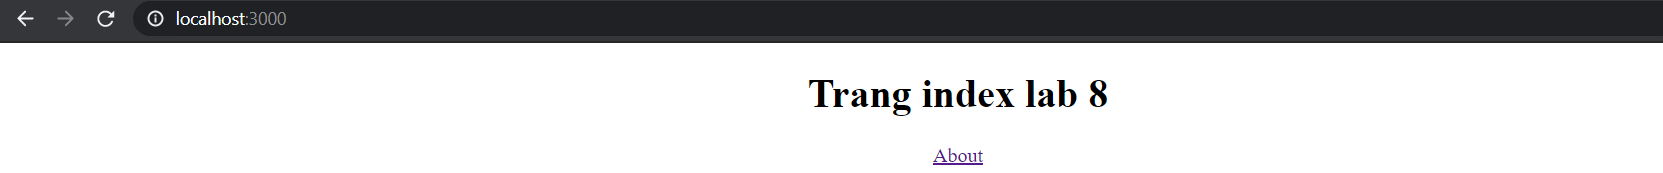 localhost:3000
Trang index lab 8
About